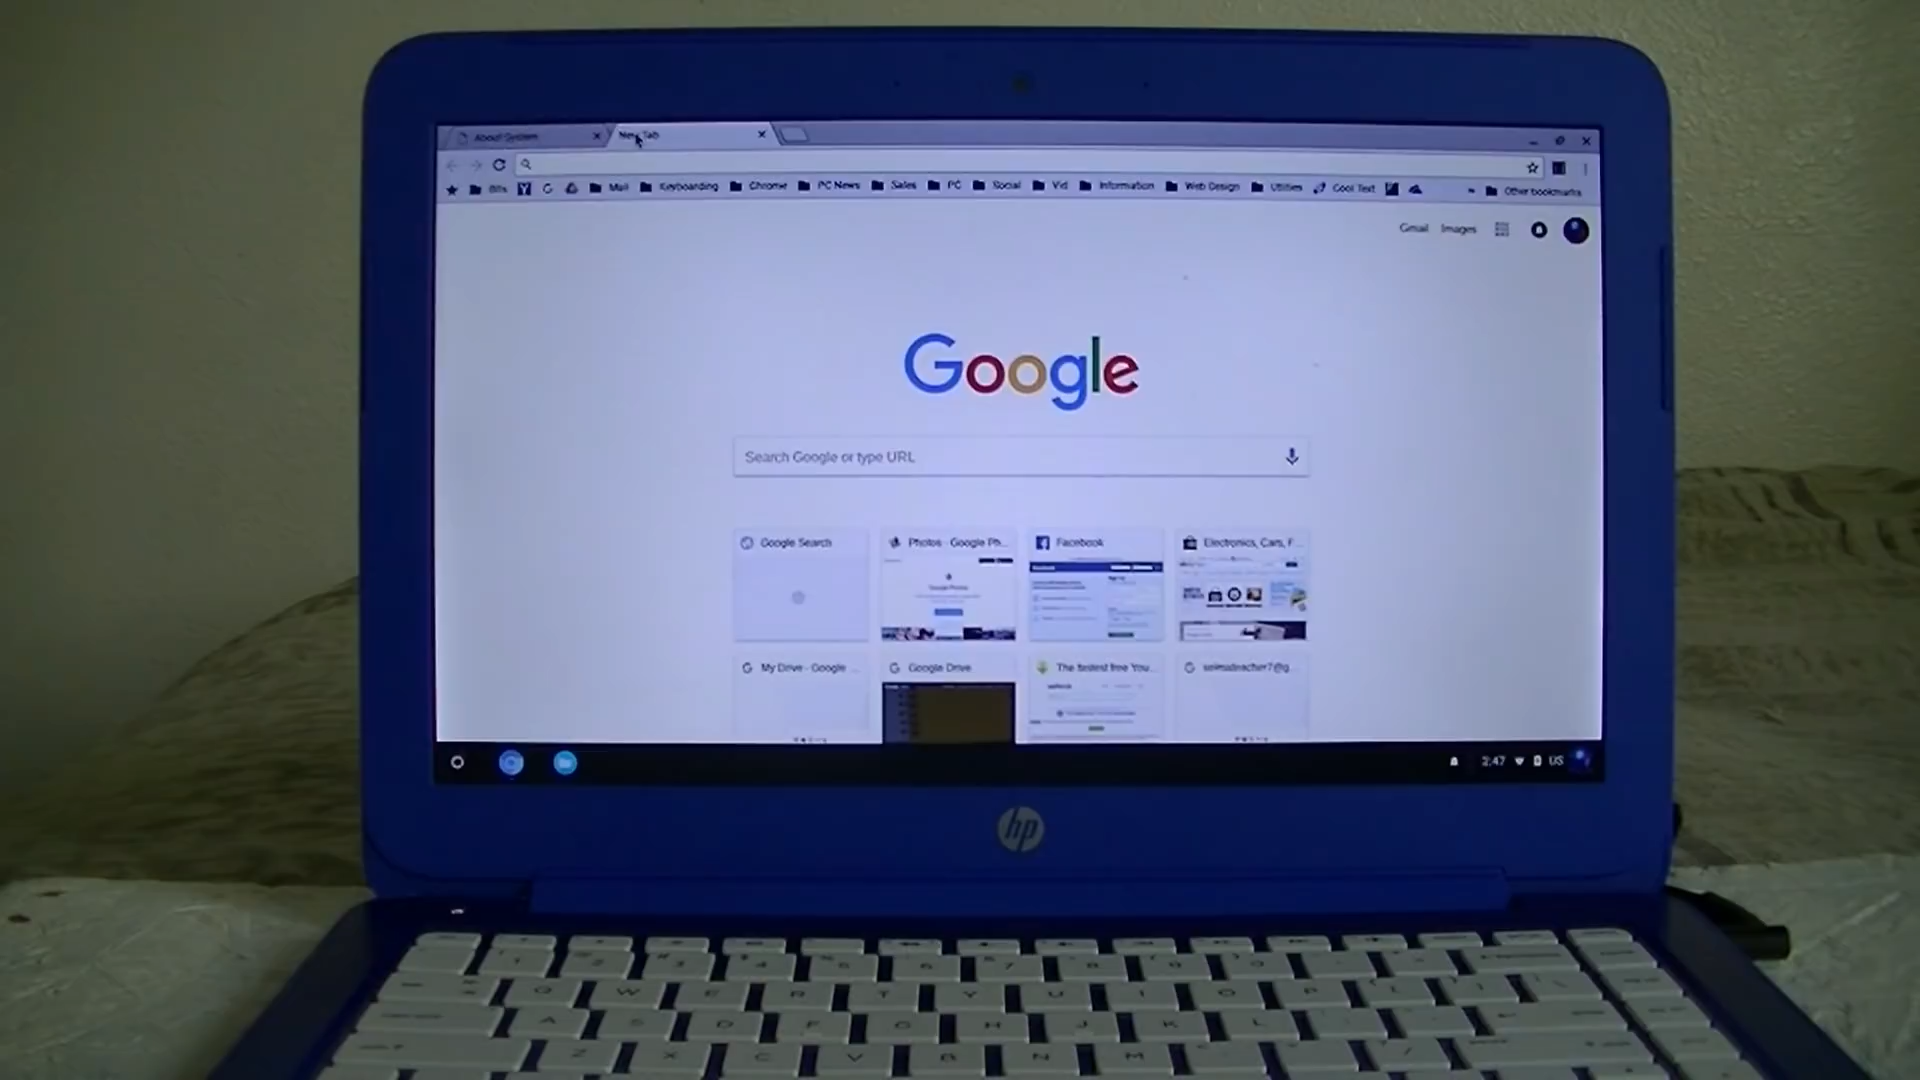 About System New Tab
Bills Mail Keyboarding Chrome PC News Sales PC Social Vid Information Web Design Utilities Cool Text Other bookmarks
Gmail Images
Google
Search Google or type URL
Google Search Photos - Google Ph... Facebook Electronics, Cars, F...
My Drive - Google ... Google Drive The fastest free You...
2:47 US
hp
Q W E R T Y U I O P
A S D F G H J K L
Z X C V B N M